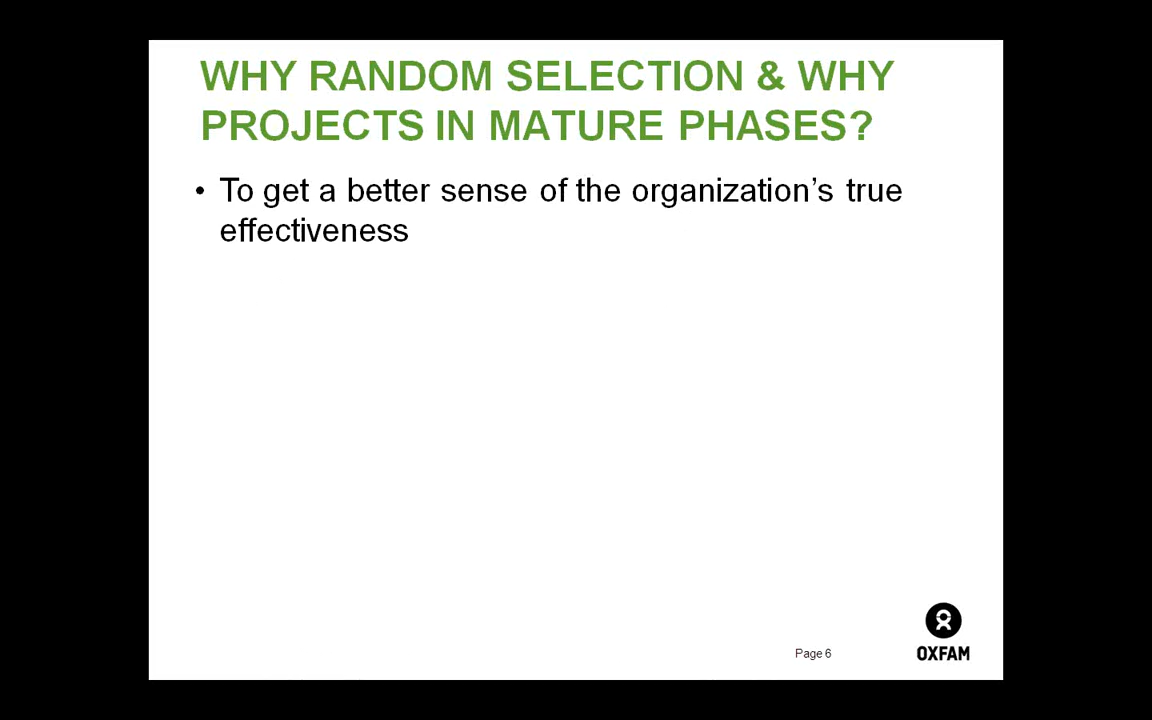 WHY RANDOM SELECTION & WHY
PROJECTS IN MATURE PHASES?
• To get a better sense of the organization’s true
effectiveness
Page 6
OXFAM